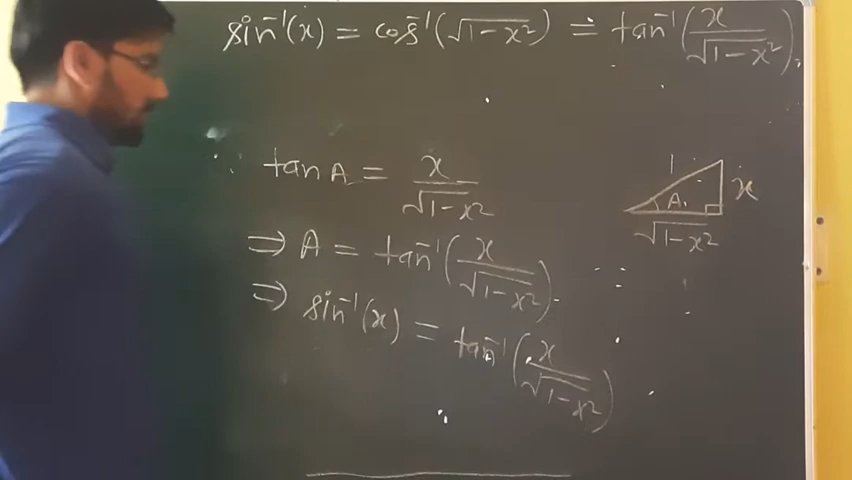 sin⁻¹(x) = cos⁻¹(√1-x²) = tan⁻¹(x/√1-x²).
∵ tan A = x/√1-x²
1
A
x
√1-x²
⇒ A = tan⁻¹(x/√1-x²).
⇒ sin⁻¹(x) = tan⁻¹(x/√1-x²)